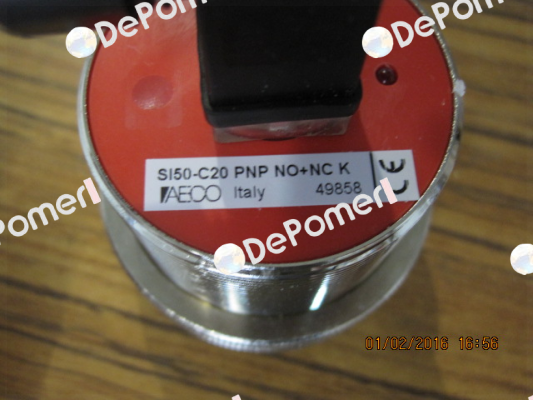 DePomerl
DePomerl
SI50-C20 PNP NO+NC K
AECO Italy 49858 CE
DePomerl
DePomerl
01/02/2016 16:56